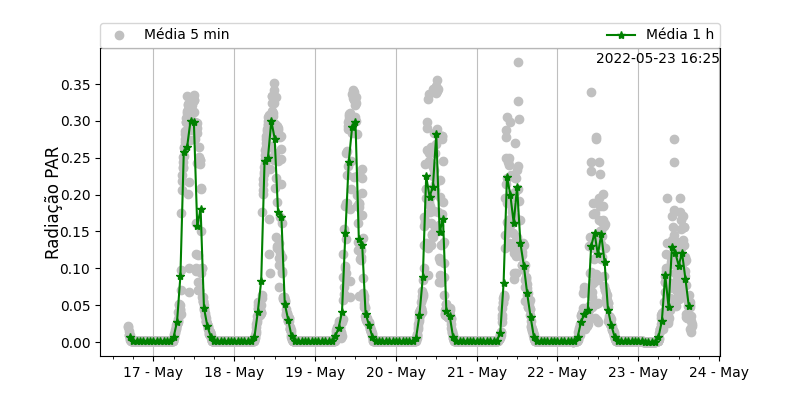 Média 5 min
Média 1 h
2022-05-23 16:25
Radiação PAR
0.35
0.30
0.25
0.20
0.15
0.10
0.05
0.00
17 - May
18 - May
19 - May
20 - May
21 - May
22 - May
23 - May
24 - May